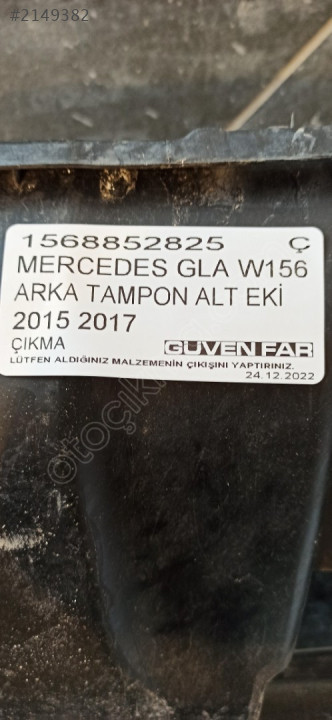 #2149382
1568852825 Ç
MERCEDES GLA W156
ARKA TAMPON ALT EKİ
2015 2017
ÇIKMA GÜVEN FAR
LÜTFEN ALDIĞINIZ MALZEMENİN ÇIKIŞINI YAPTIRINIZ.
24.12.2022